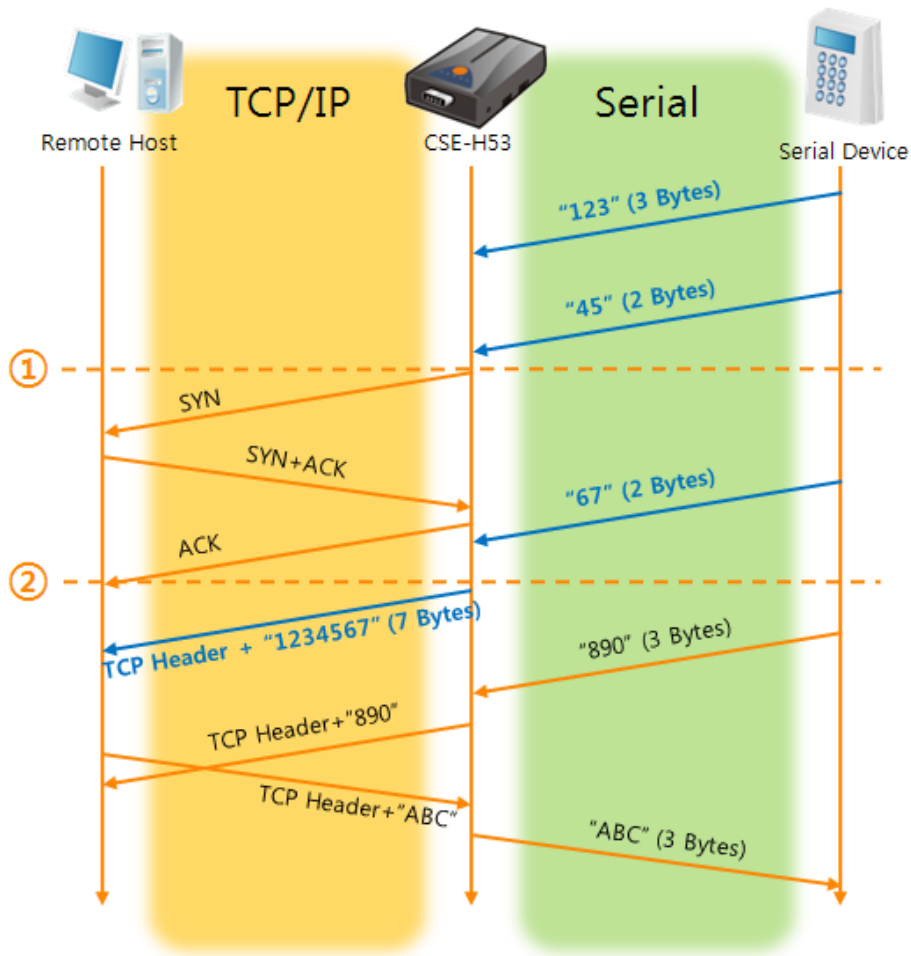 TCP/IP
Serial
Remote Host
CSE-H53
Serial Device
“123” (3 Bytes)
“45” (2 Bytes)
①
SYN
SYN+ACK
“67” (2 Bytes)
ACK
②
TCP Header + “1234567” (7 Bytes)
“890” (3 Bytes)
TCP Header+“890”
TCP Header+“ABC”
“ABC” (3 Bytes)